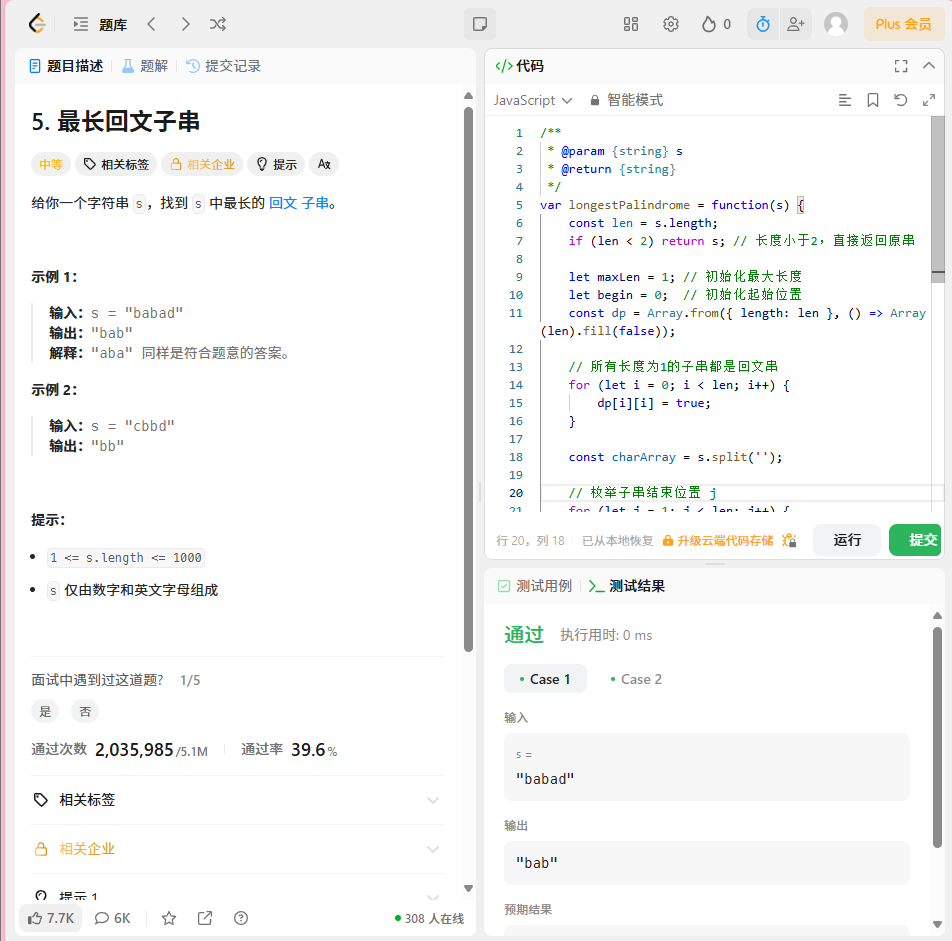 题库
0
Plus 会员
题目描述
题解
提交记录
5. 最长回文子串
中等
相关标签
相关企业
提示
给你一个字符串 s，找到 s 中最长的 回文 子串。
示例 1：
输入：s = "babad"
输出："bab"
解释："aba" 同样是符合题意的答案。
示例 2：
输入：s = "cbbd"
输出："bb"
提示：
1 <= s.length <= 1000
s 仅由数字和英文字母组成
面试中遇到过这道题? 1/5
是
否
通过次数 2,035,985/5.1M
通过率 39.6%
相关标签
相关企业
提示 1
7.7K
6K
308 人在线
</> 代码
JavaScript
智能模式
1 /**
2 * @param {string} s
3 * @return {string}
4 */
5 var longestPalindrome = function(s) {
6 const len = s.length;
7 if (len < 2) return s; // 长度小于2，直接返回原串
8
9 let maxLen = 1; // 初始化最大长度
10 let begin = 0; // 初始化起始位置
11 const dp = Array.from({ length: len }, () => Array
(len).fill(false));
12
13 // 所有长度为1的子串都是回文串
14 for (let i = 0; i < len; i++) {
15 dp[i][i] = true;
16 }
17
18 const charArray = s.split('');
19
20 // 枚举子串结束位置 j
21 for (let j = 1; j < len; j++) {
行 20，列 18
已从本地恢复
升级云端代码存储
运行
提交
测试用例
测试结果
通过
执行用时: 0 ms
Case 1
Case 2
输入
s =
"babad"
输出
"bab"
预期结果